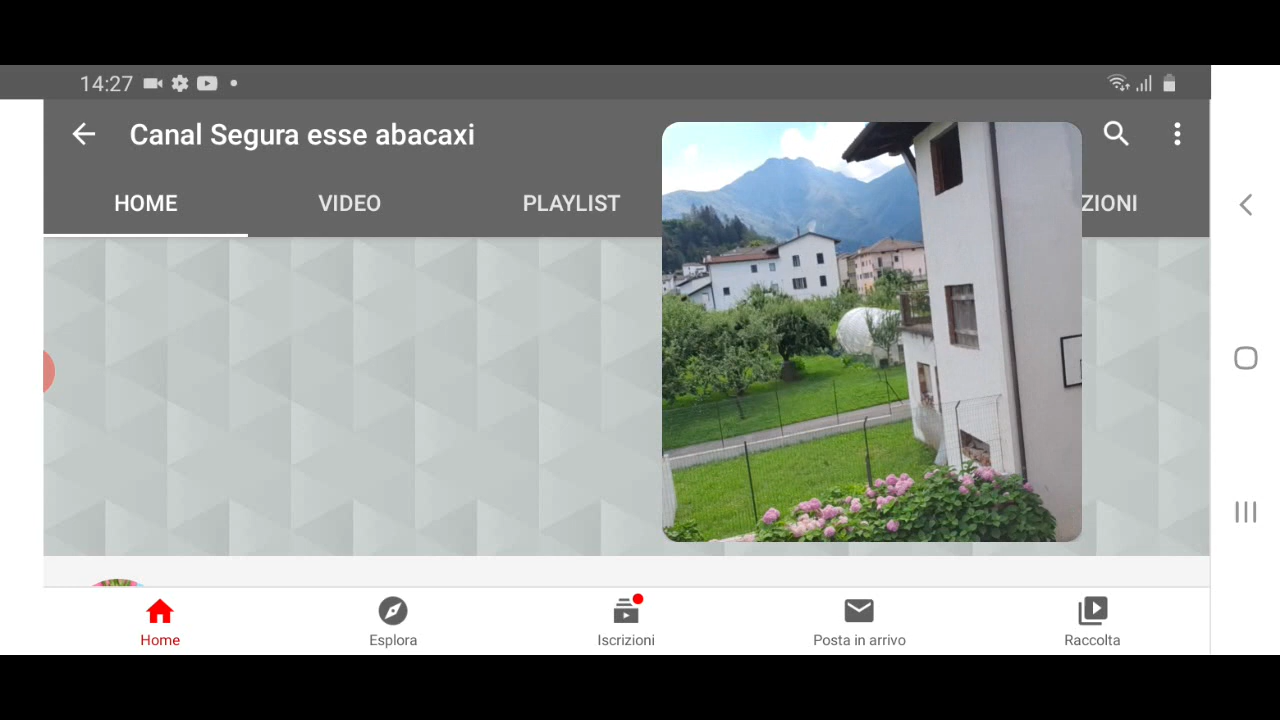 14:27
Canal Segura esse abacaxi
HOME VIDEO PLAYLIST ZIONI
Home Esplora Iscrizioni Posta in arrivo Raccolta